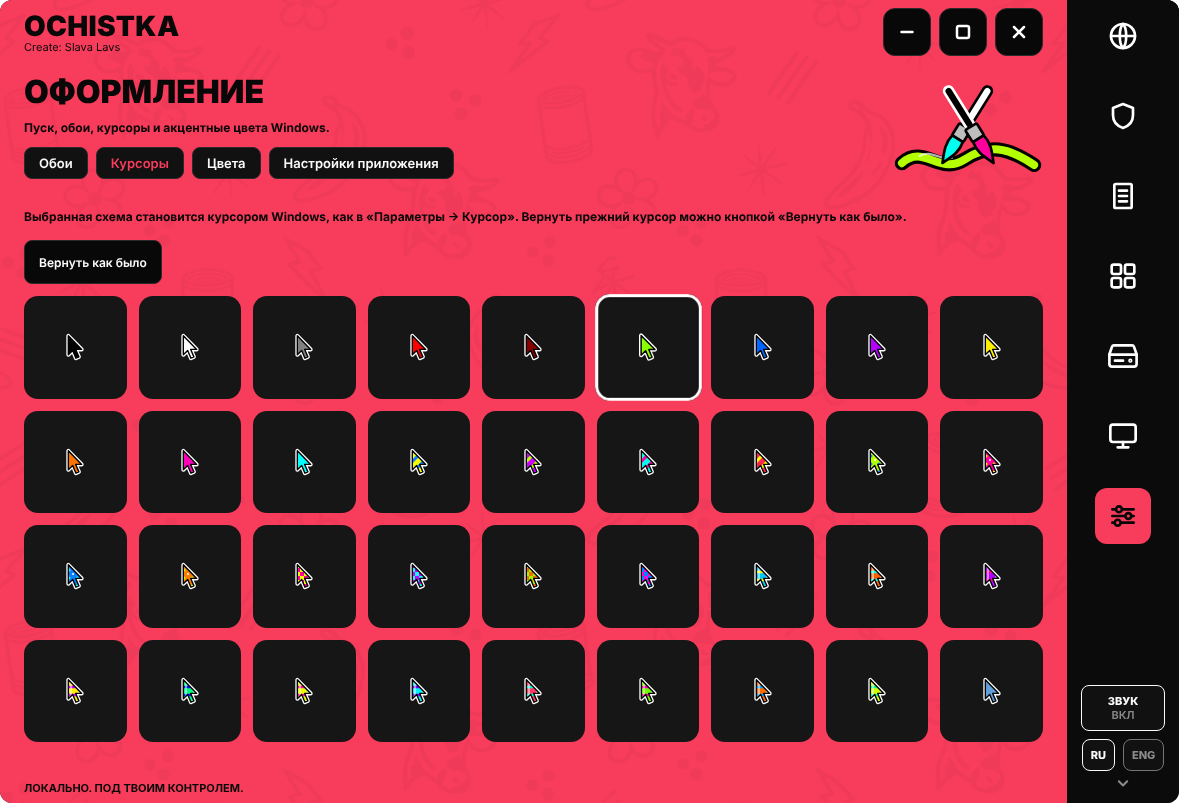 OCHISTKA
Create: Slava Lavs
ОФОРМЛЕНИЕ
Пуск, обои, курсоры и акцентные цвета Windows.
Обои Курсоры Цвета Настройки приложения
Выбранная схема становится курсором Windows, как в «Параметры → Курсор». Вернуть прежний курсор можно кнопкой «Вернуть как было».
Вернуть как было
ЛОКАЛЬНО. ПОД ТВОИМ КОНТРОЛЕМ.
ЗВУК
ВКЛ
RU ENG